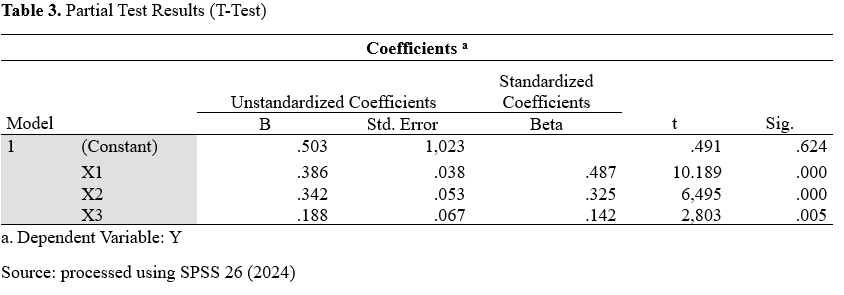 Table 3. Partial Test Results (T-Test)
Coefficients a
Standardized
Unstandardized Coefficients Coefficients
Model B Std. Error Beta t Sig.
1 (Constant) .503 1,023 .491 .624
X1 .386 .038 .487 10.189 .000
X2 .342 .053 .325 6,495 .000
X3 .188 .067 .142 2,803 .005
a. Dependent Variable: Y
Source: processed using SPSS 26 (2024)